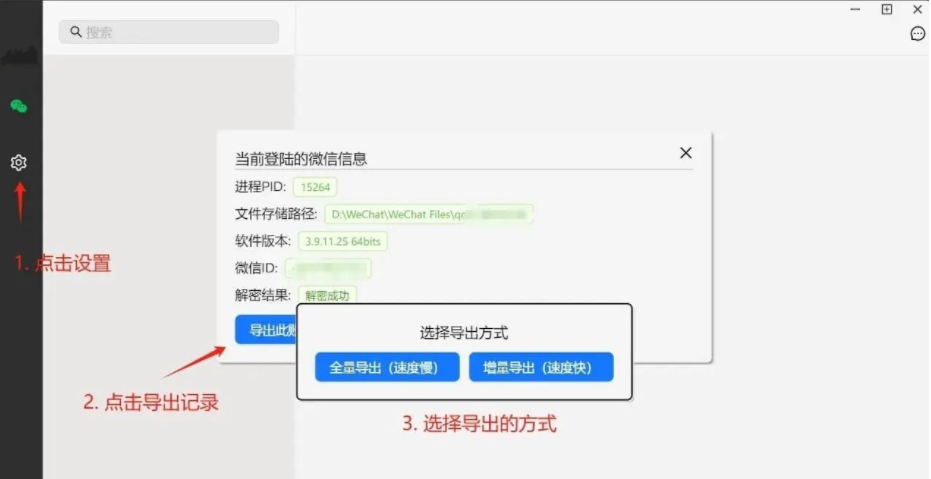 搜索
当前登陆的微信信息
进程PID: 15264
文件存储路径: D:\WeChat\WeChat Files\
软件版本: 3.9.11.25 64bits
微信ID:
解密结果: 解密成功
导出此
选择导出方式
全量导出（速度慢）
增量导出（速度快）
1. 点击设置
2. 点击导出记录
3. 选择导出的方式